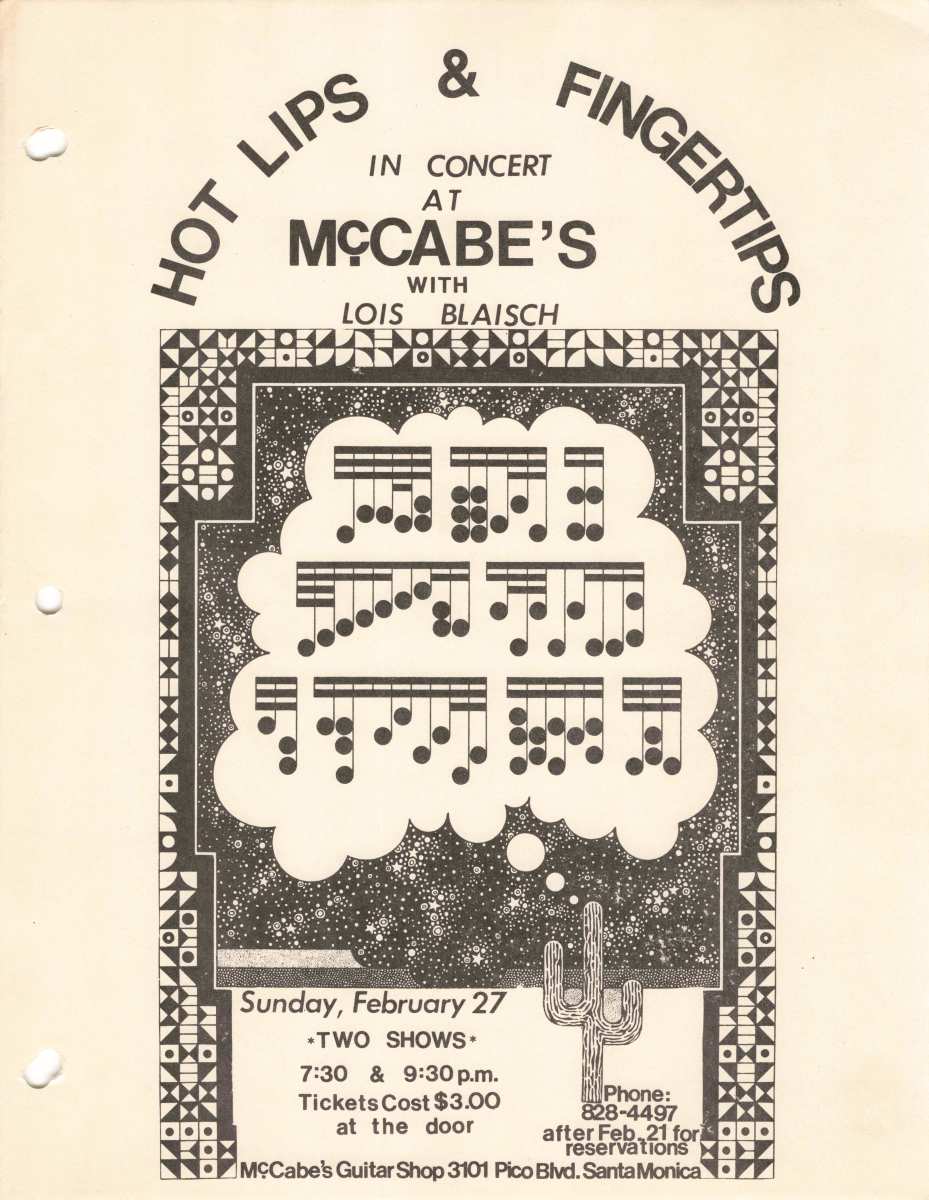 HOT LIPS & FINGERTIPS
IN CONCERT
AT
McCABE'S
WITH
LOIS BLAISCH
Sunday, February 27
*TWO SHOWS*
7:30 & 9:30 p.m.
Tickets Cost $3.00
at the door
Phone:
828-4497
after Feb. 21 for
reservations
McCabe's Guitar Shop 3101 Pico Blvd. Santa Monica